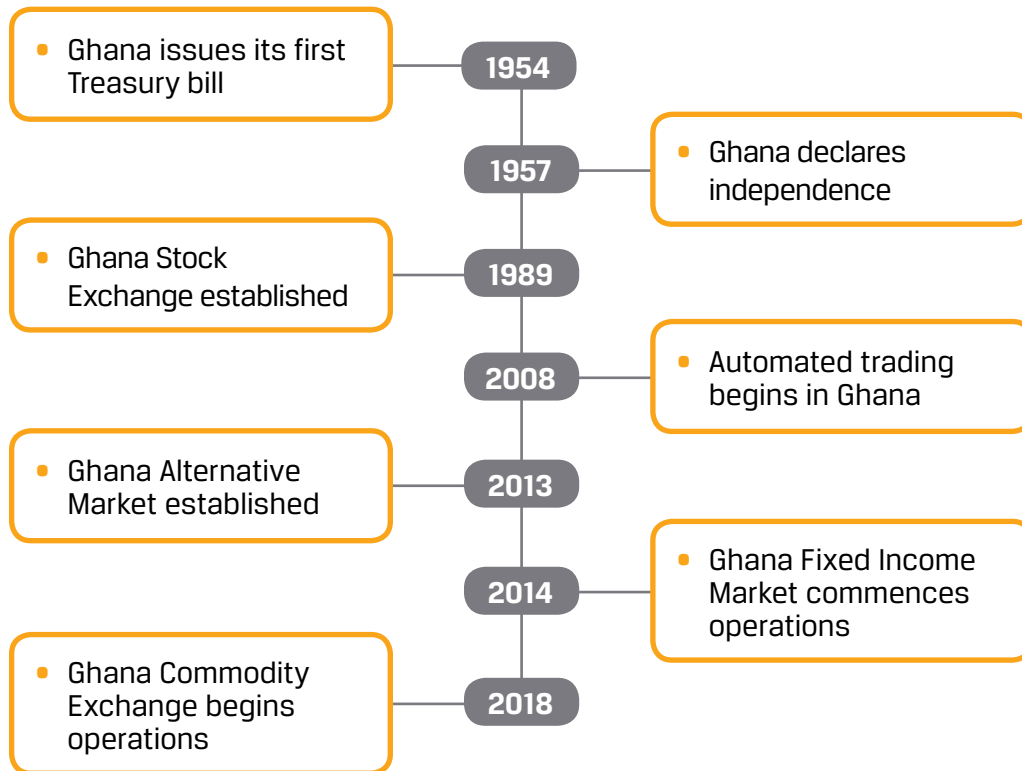 • Ghana issues its first
Treasury bill
1954
1957
• Ghana declares
independence
• Ghana Stock
Exchange established
1989
2008
• Automated trading
begins in Ghana
• Ghana Alternative
Market established
2013
2014
• Ghana Fixed Income
Market commences
operations
• Ghana Commodity
Exchange begins
operations
2018